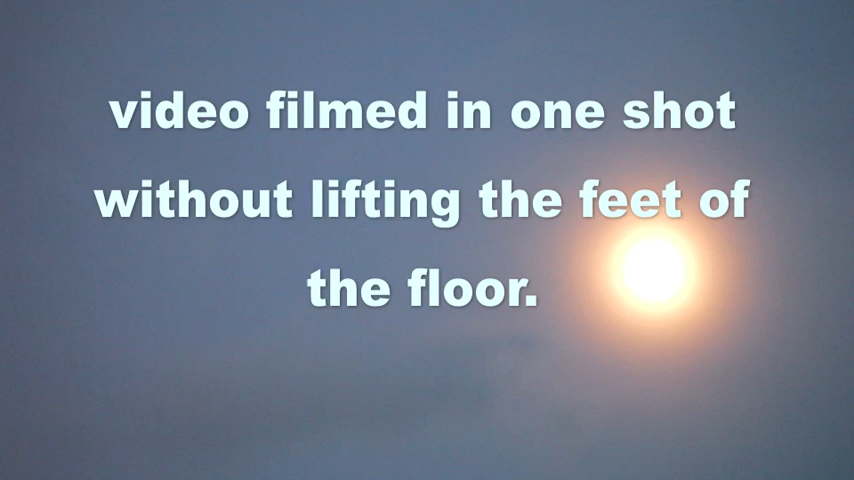 video filmed in one shot
without lifting the feet of
the floor.